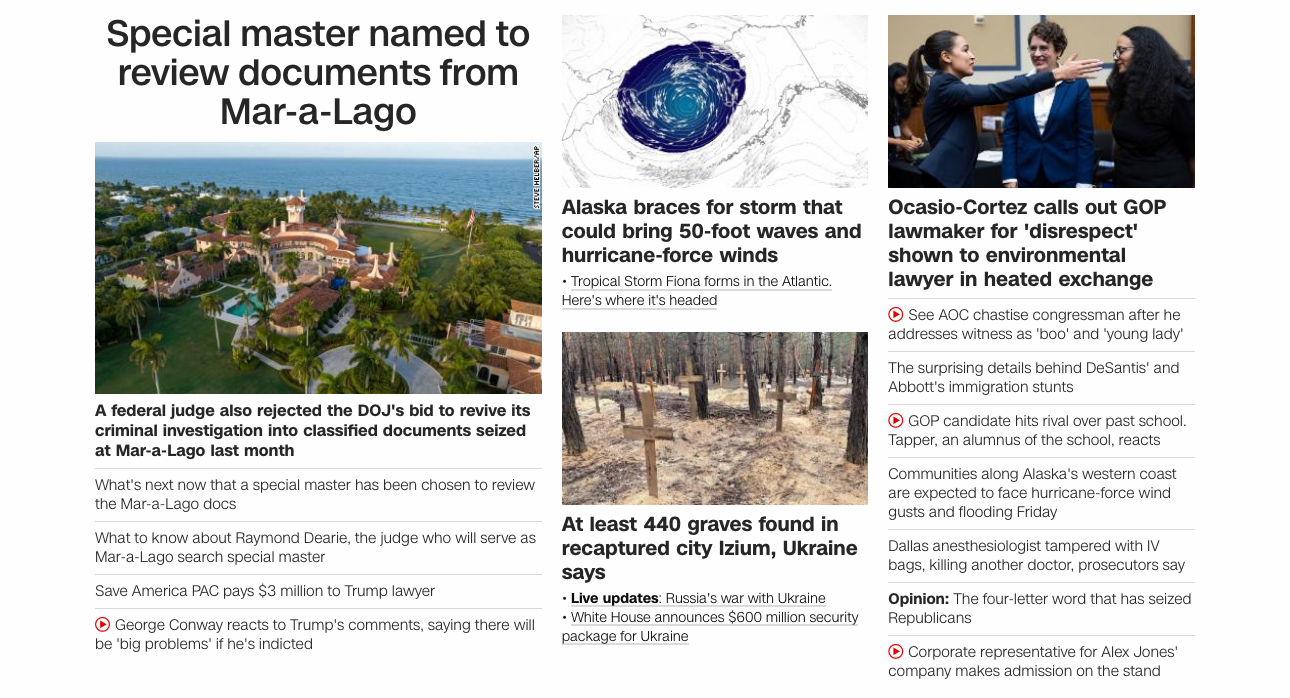 Special master named to
review documents from
Mar-a-Lago
STEVE HELBER/AP
A federal judge also rejected the DOJ's bid to revive its
criminal investigation into classified documents seized
at Mar-a-Lago last month
What's next now that a special master has been chosen to review
the Mar-a-Lago docs
What to know about Raymond Dearie, the judge who will serve as
Mar-a-Lago search special master
Save America PAC pays $3 million to Trump lawyer
George Conway reacts to Trump's comments, saying there will
be 'big problems' if he's indicted
Alaska braces for storm that
could bring 50-foot waves and
hurricane-force winds
• Tropical Storm Fiona forms in the Atlantic.
Here's where it's headed
At least 440 graves found in
recaptured city Izium, Ukraine
says
• Live updates: Russia's war with Ukraine
• White House announces $600 million security
package for Ukraine
Ocasio-Cortez calls out GOP
lawmaker for 'disrespect'
shown to environmental
lawyer in heated exchange
See AOC chastise congressman after he
addresses witness as 'boo' and 'young lady'
The surprising details behind DeSantis' and
Abbott's immigration stunts
GOP candidate hits rival over past school.
Tapper, an alumnus of the school, reacts
Communities along Alaska's western coast
are expected to face hurricane-force wind
gusts and flooding Friday
Dallas anesthesiologist tampered with IV
bags, killing another doctor, prosecutors say
Opinion: The four-letter word that has seized
Republicans
Corporate representative for Alex Jones'
company makes admission on the stand